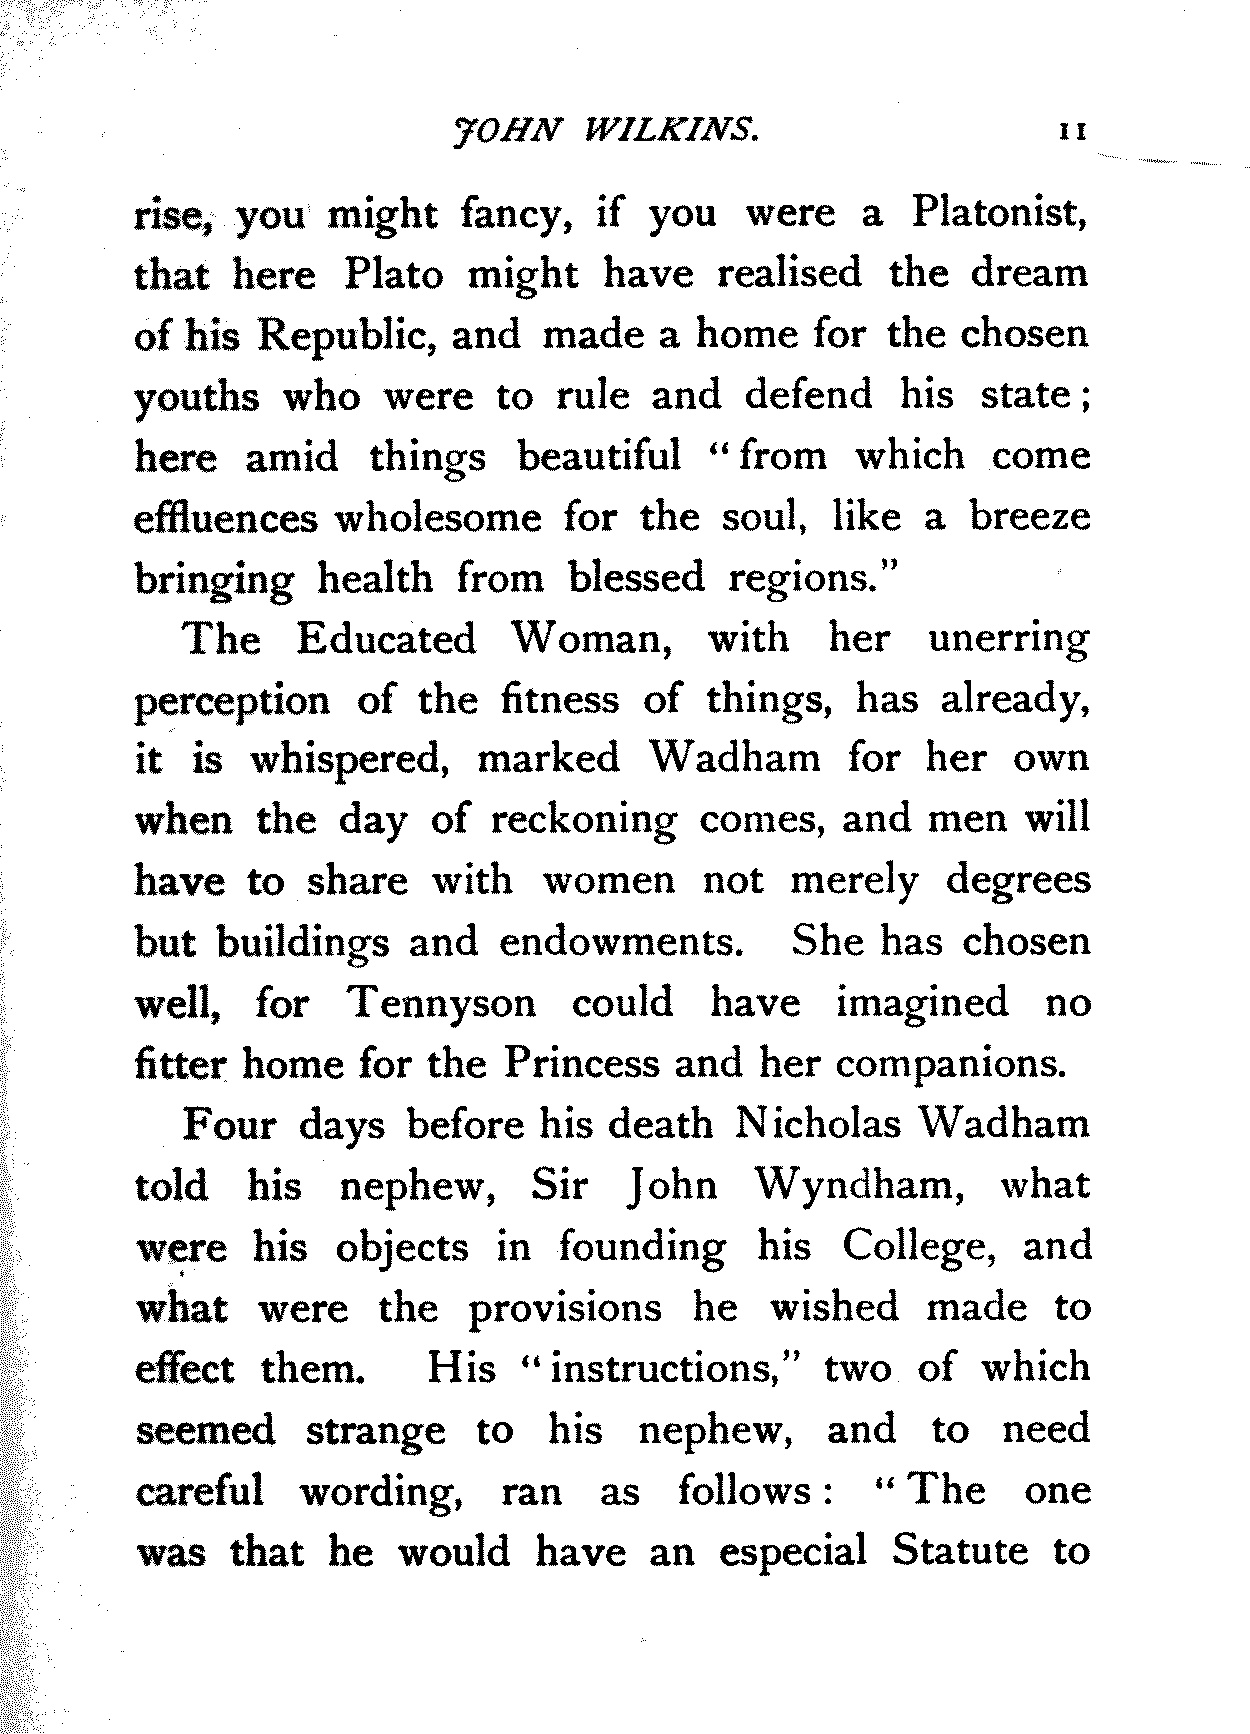 JOHN WILKINS. 11
rise, you might fancy, if you were a Platonist,
that here Plato might have realised the dream
of his Republic, and made a home for the chosen
youths who were to rule and defend his state;
here amid things beautiful “from which come
effluences wholesome for the soul, like a breeze
bringing health from blessed regions.”
The Educated Woman, with her unerring
perception of the fitness of things, has already,
it is whispered, marked Wadham for her own
when the day of reckoning comes, and men will
have to share with women not merely degrees
but buildings and endowments. She has chosen
well, for Tennyson could have imagined no
fitter home for the Princess and her companions.
Four days before his death Nicholas Wadham
told his nephew, Sir John Wyndham, what
were his objects in founding his College, and
what were the provisions he wished made to
effect them. His “instructions,” two of which
seemed strange to his nephew, and to need
careful wording, ran as follows: “The one
was that he would have an especial Statute to